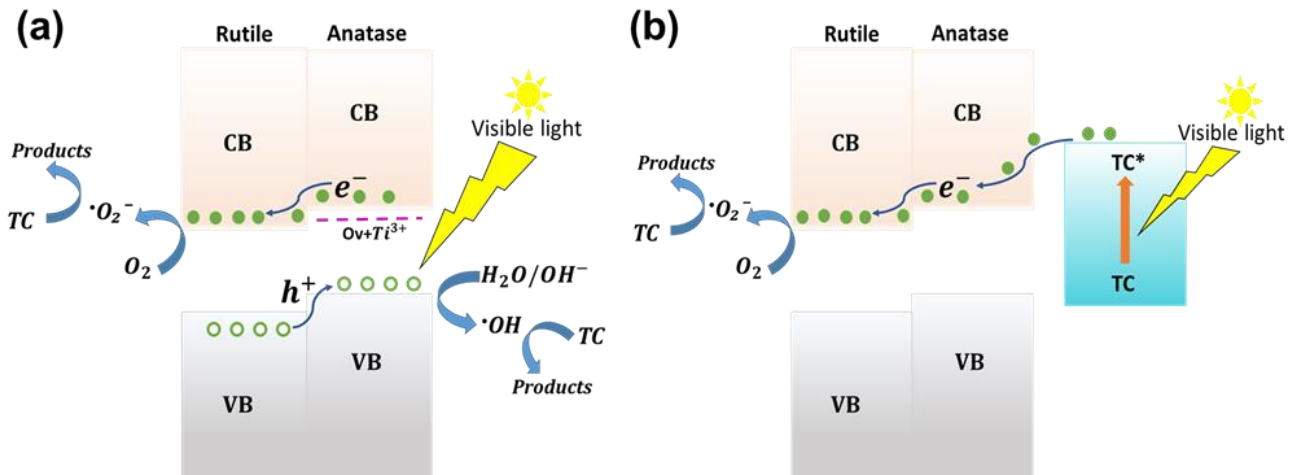 (a)
Rutile Anatase
CB
CB
Visible light
Products
TC
·O₂⁻
O₂
e⁻
Ov+Ti³⁺
h⁺
H₂O/OH⁻
·OH
TC
Products
VB
VB
(b)
Rutile Anatase
CB
CB
Visible light
Products
TC
·O₂⁻
O₂
e⁻
TC*
TC
VB
VB